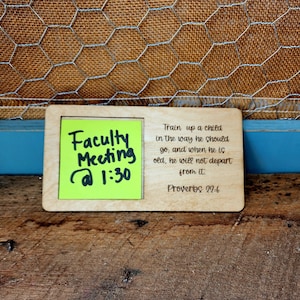 Faculty
Meeting
@ 1:30
Train up a child
in the way he should
go, and when he is
old, he will not depart
from it.
Proverbs 22:6